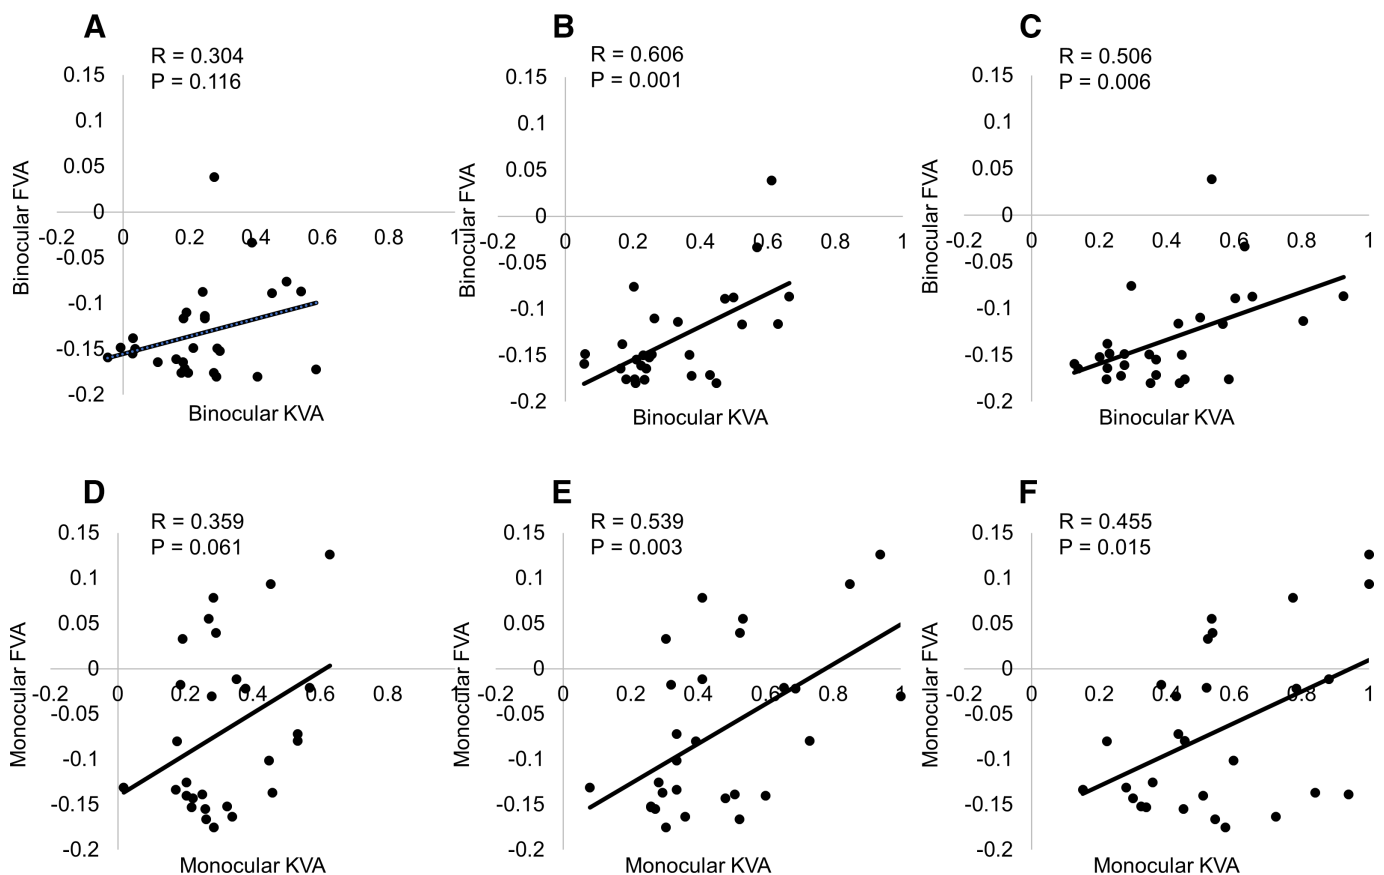 A
R = 0.304
P = 0.116
0.15
0.1
0.05
0
-0.05
-0.1
-0.15
-0.2
-0.2 0 0.2 0.4 0.6 0.8 1
Binocular FVA
Binocular KVA
B
R = 0.606
P = 0.001
0.15
0.1
0.05
0
-0.05
-0.1
-0.15
-0.2
-0.2 0 0.2 0.4 0.6 0.8 1
Binocular FVA
Binocular KVA
C
R = 0.506
P = 0.006
0.15
0.1
0.05
0
-0.05
-0.1
-0.15
-0.2
-0.2 0 0.2 0.4 0.6 0.8 1
Binocular FVA
Binocular KVA
D
R = 0.359
P = 0.061
0.15
0.1
0.05
0
-0.05
-0.1
-0.15
-0.2
-0.2 0 0.2 0.4 0.6 0.8
Monocular FVA
Monocular KVA
E
R = 0.539
P = 0.003
0.15
0.1
0.05
0
-0.05
-0.1
-0.15
-0.2
-0.2 0 0.2 0.4 0.6 0.8 1
Monocular FVA
Monocular KVA
F
R = 0.455
P = 0.015
0.15
0.1
0.05
0
-0.05
-0.1
-0.15
-0.2
-0.2 0 0.2 0.4 0.6 0.8 1
Monocular FVA
Monocular KVA